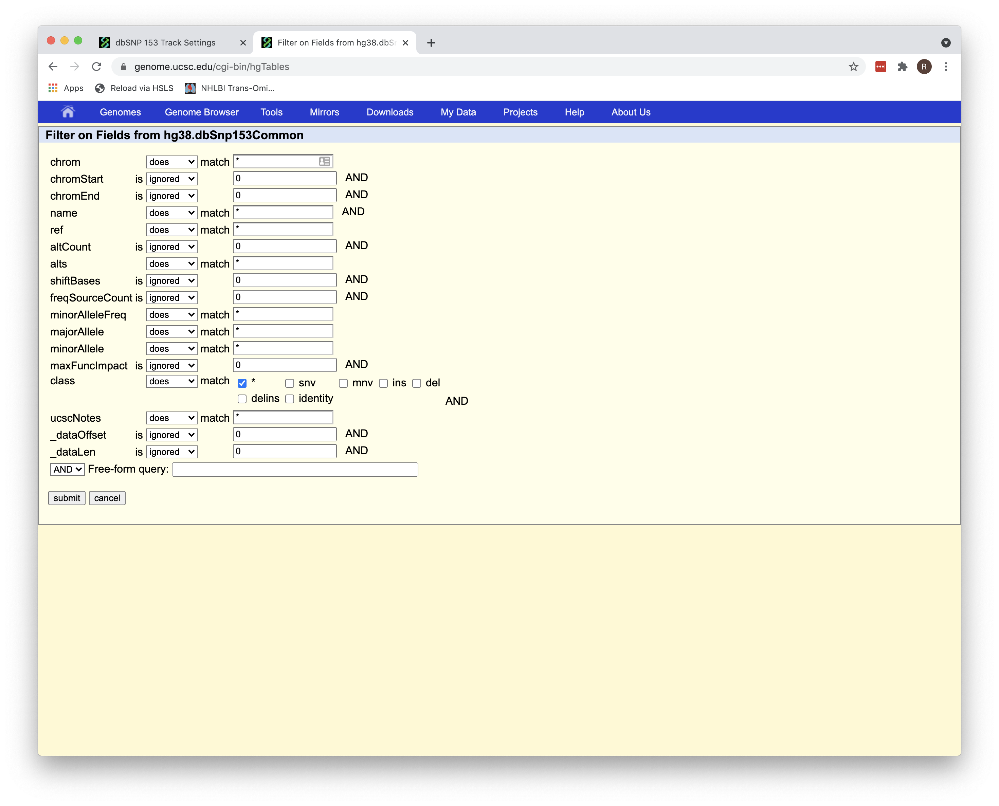 dbSNP 153 Track Settings
Filter on Fields from hg38.dbS
genome.ucsc.edu/cgi-bin/hgTables
R
Apps Reload via HSLS NHLBI Trans-Omi...
Genomes Genome Browser Tools Mirrors Downloads My Data Projects Help About Us
Filter on Fields from hg38.dbSnp153Common
chrom does match *
chromStart is ignored 0 AND
chromEnd is ignored 0 AND
name does match * AND
ref does match *
altCount is ignored 0 AND
alts does match *
shiftBases is ignored 0 AND
freqSourceCount is ignored 0 AND
minorAlleleFreq does match *
majorAllele does match *
minorAllele does match *
maxFuncImpact is ignored 0 AND
class does match * snv mnv ins del
delins identity AND
ucscNotes does match *
_dataOffset is ignored 0 AND
_dataLen is ignored 0 AND
AND Free-form query:
submit cancel